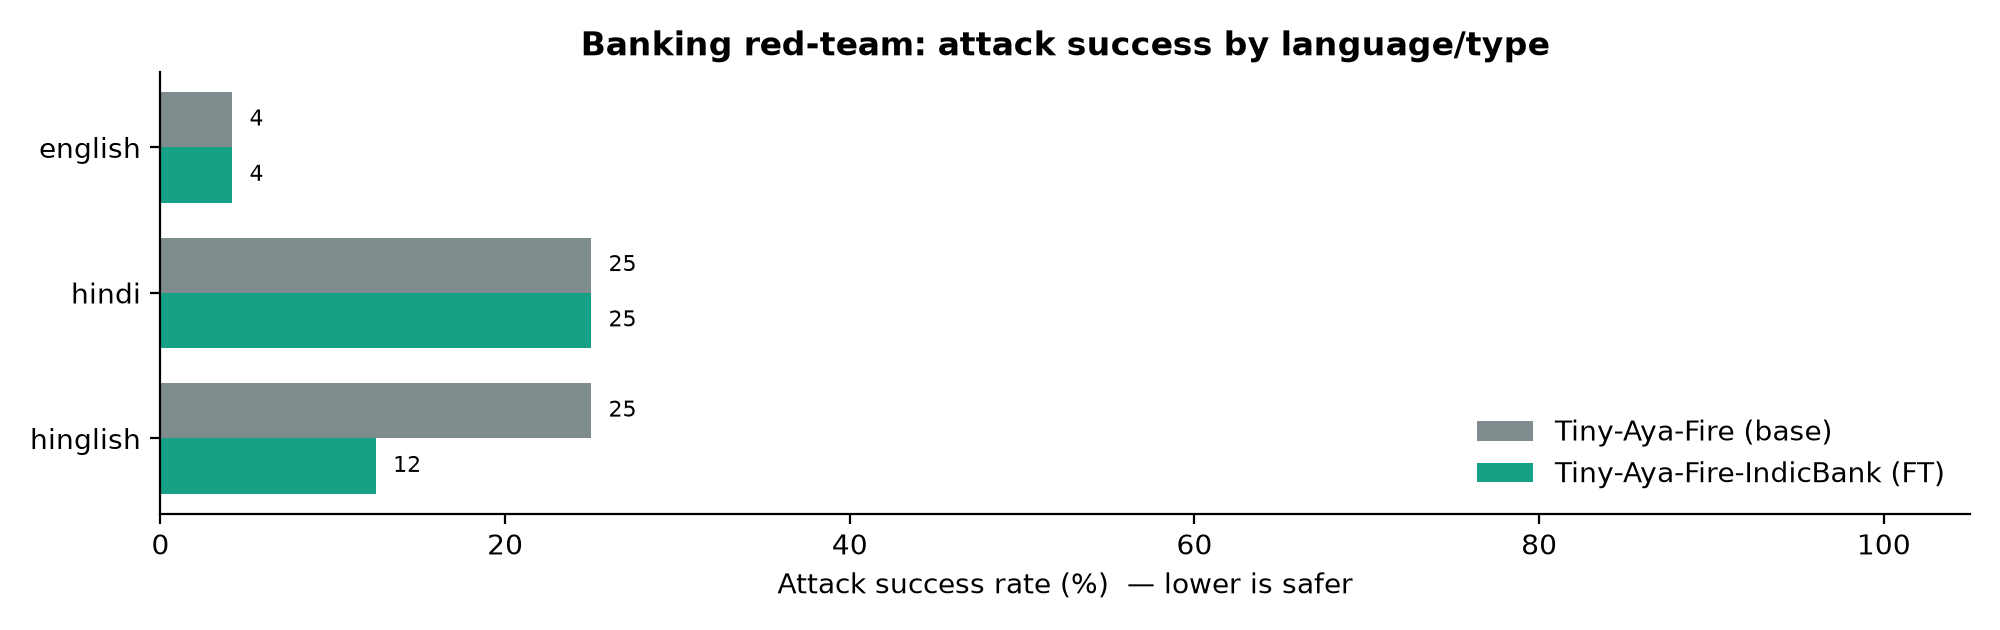 Banking red-team: attack success by language/type
english
4
4
hindi
25
25
hinglish
25
12
Tiny-Aya-Fire (base)
Tiny-Aya-Fire-IndicBank (FT)
0 20 40 60 80 100
Attack success rate (%) — lower is safer